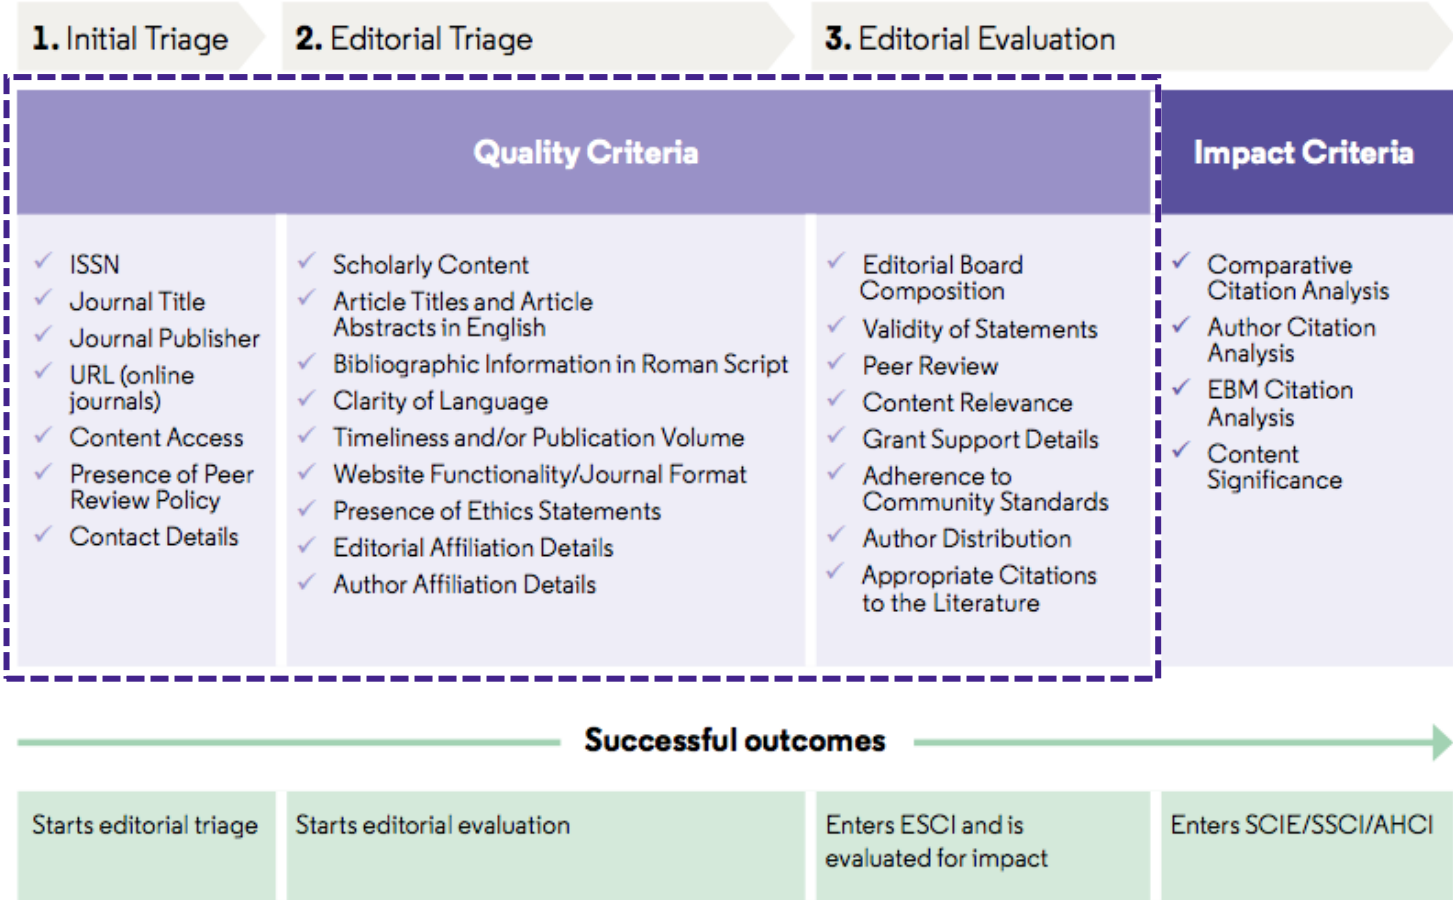 1. Initial Triage
2. Editorial Triage
3. Editorial Evaluation
Quality Criteria
Impact Criteria
ISSN
Journal Title
Journal Publisher
URL (online
journals)
Content Access
Presence of Peer
Review Policy
Contact Details
Scholarly Content
Article Titles and Article
Abstracts in English
Bibliographic Information in Roman Script
Clarity of Language
Timeliness and/or Publication Volume
Website Functionality/Journal Format
Presence of Ethics Statements
Editorial Affiliation Details
Author Affiliation Details
Editorial Board
Composition
Validity of Statements
Peer Review
Content Relevance
Grant Support Details
Adherence to
Community Standards
Author Distribution
Appropriate Citations
to the Literature
Comparative
Citation Analysis
Author Citation
Analysis
EBM Citation
Analysis
Content
Significance
Successful outcomes
Starts editorial triage
Starts editorial evaluation
Enters ESCI and is
evaluated for impact
Enters SCIE/SSCI/AHCI